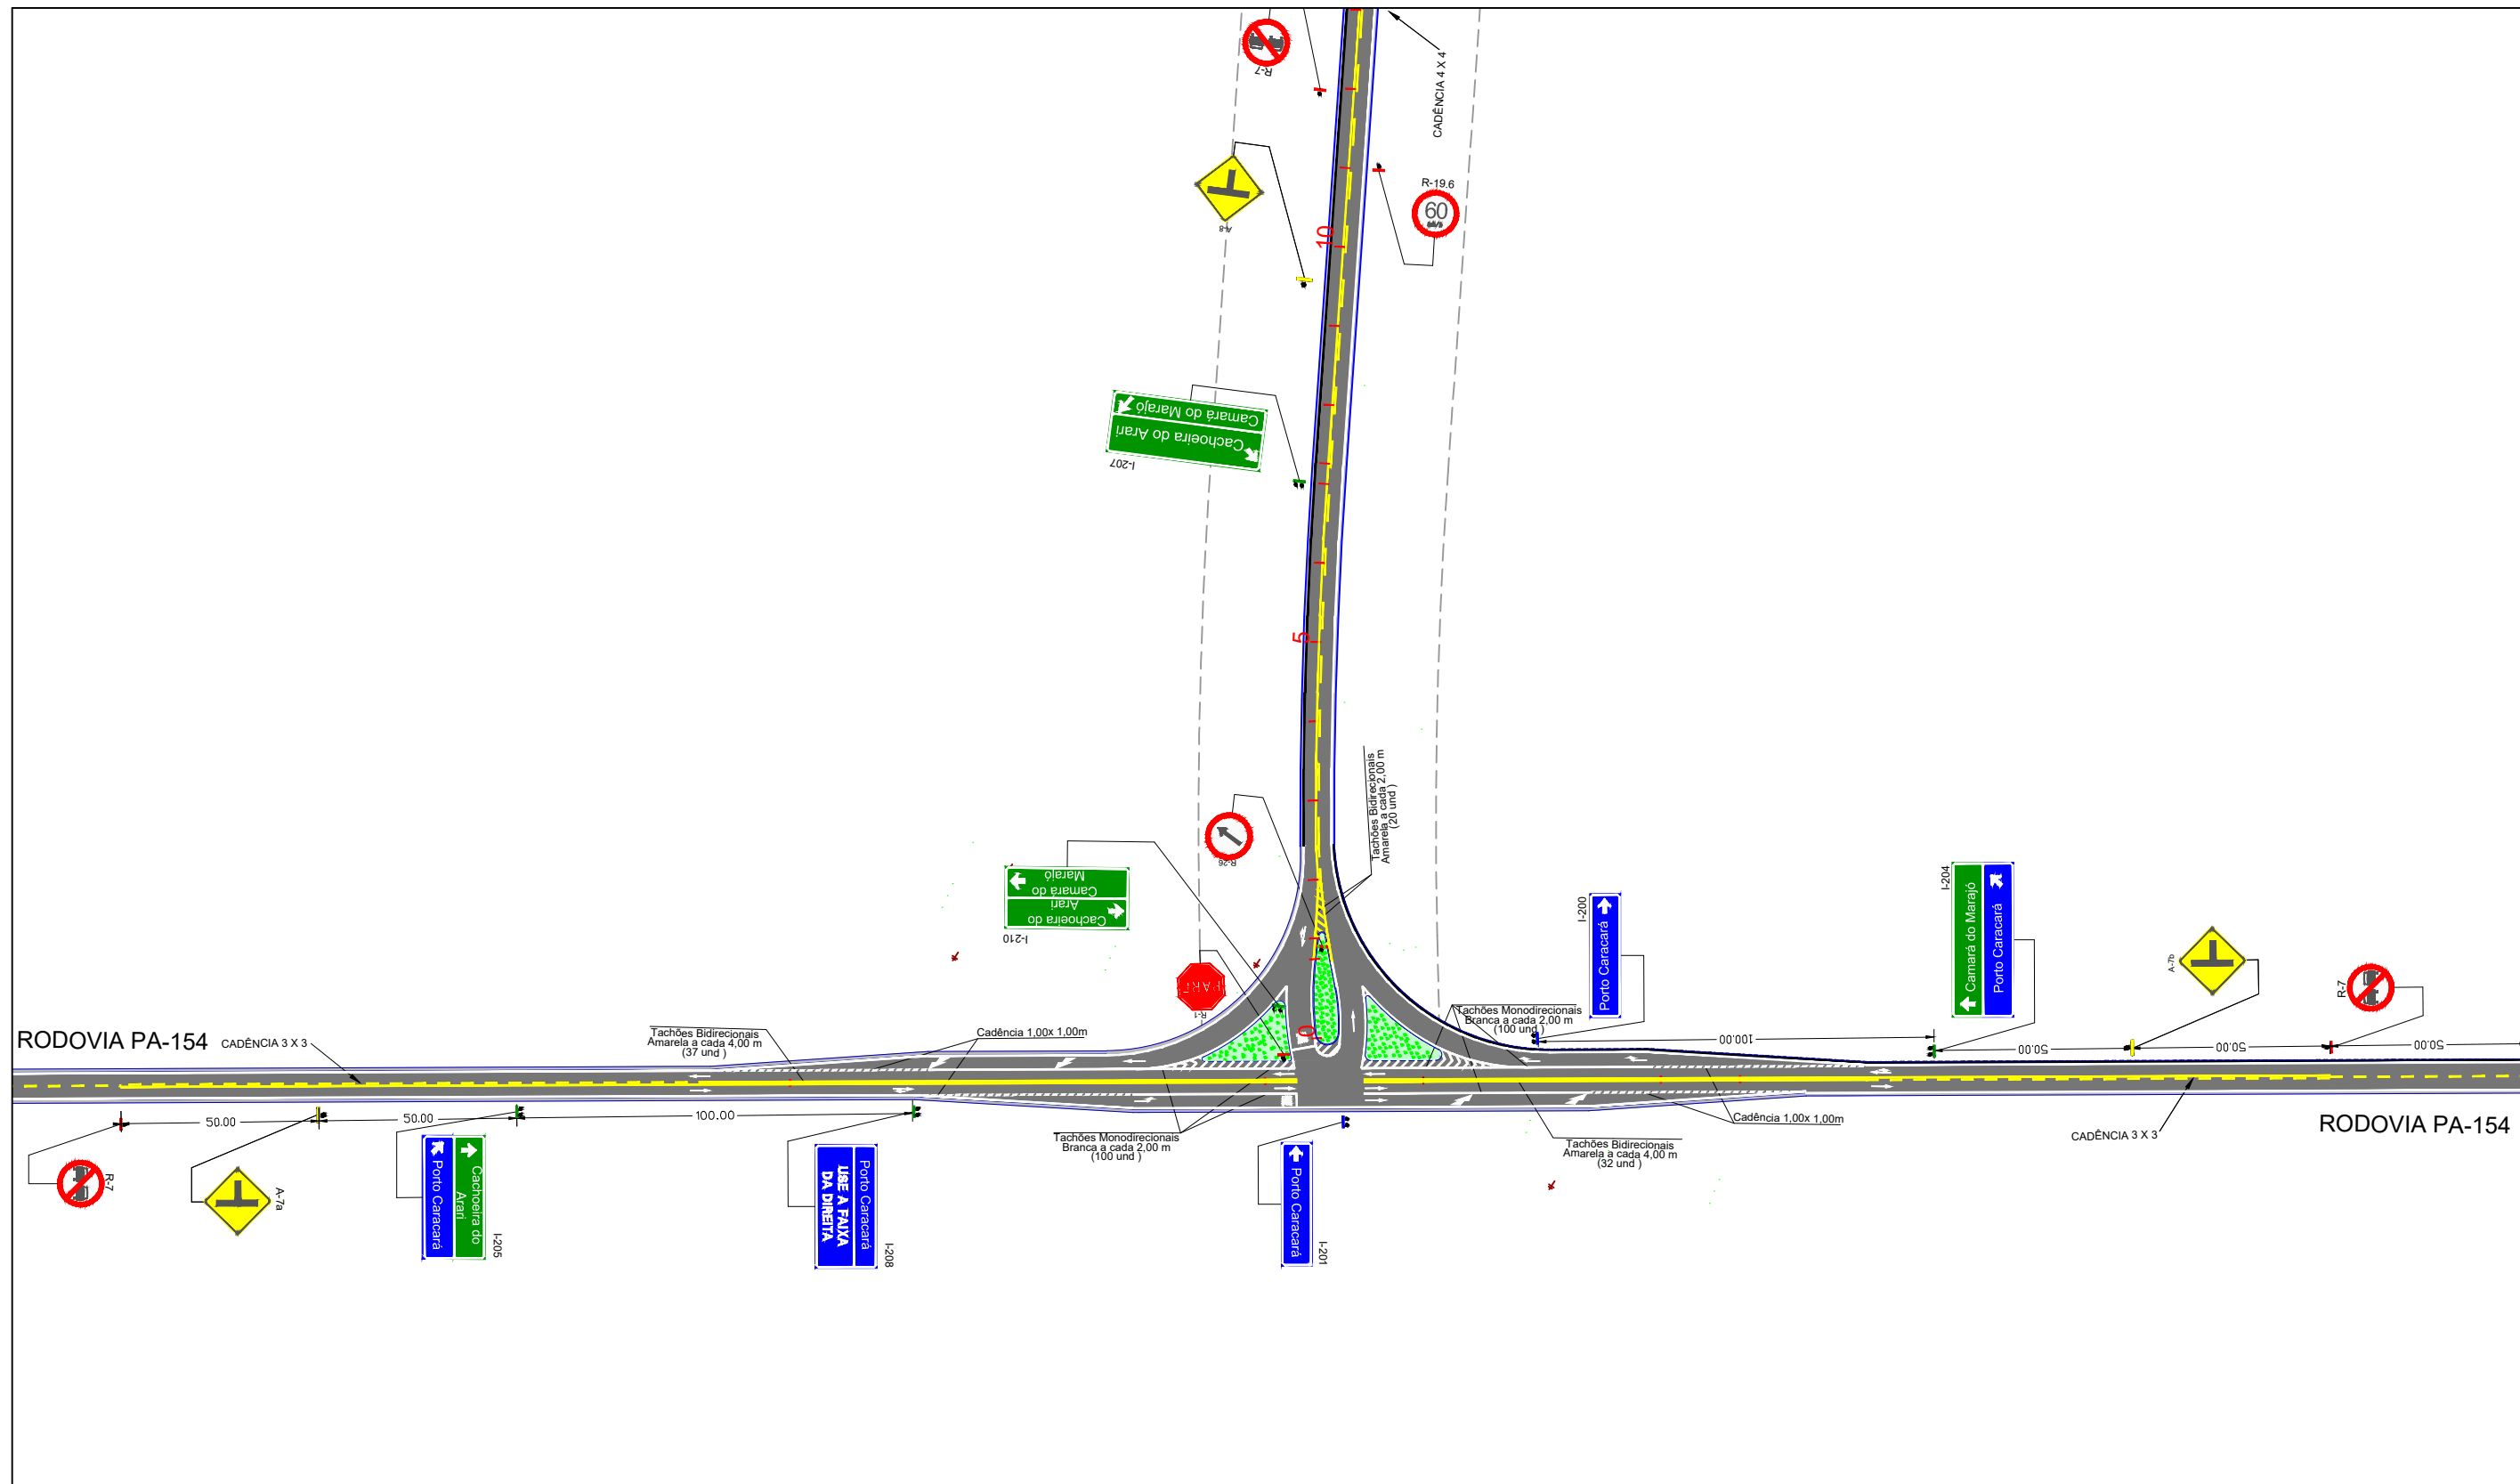 R-7
CADÊNCIA 4 X 4
A-8
R-19.6
60
km/h
10
Camará do Marajó
Cachoeira do Arari
I-207
5
Tachões Bidirecionais
Amarela a cada 2,00 m
(20 und )
R-26
Camará do
Marajó
Cachoeira do
Arari
I-210
PARE
R-1
0
I-200
Porto Caracará
I-204
Camará do Marajó
Porto Caracará
A-7b
R-7
RODOVIA PA-154
CADÊNCIA 3 X 3
Tachões Bidirecionais
Amarela a cada 4,00 m
(37 und )
Cadência 1,00x 1,00m
Tachões Monodirecionais
Branca a cada 2,00 m
(100 und )
100.00
50.00
50.00
50.00
50.00
50.00
100.00
Tachões Monodirecionais
Branca a cada 2,00 m
(100 und )
Tachões Bidirecionais
Amarela a cada 4,00 m
(32 und )
Cadência 1,00x 1,00m
CADÊNCIA 3 X 3
RODOVIA PA-154
R-7
A-7a
Cachoeira do
Arari
Porto Caracará
I-205
Porto Caracará
USE A FAIXA
DA DIREITA
I-208
Porto Caracará
I-201